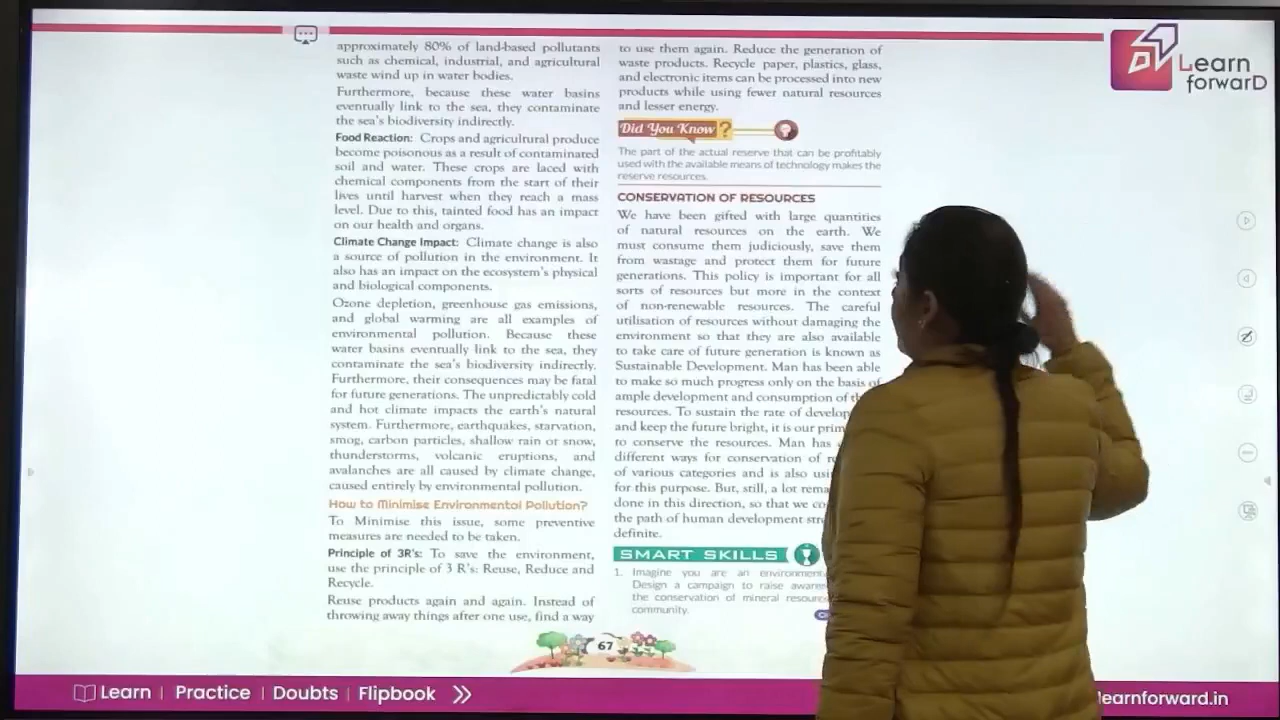 Learn
forwarD
approximately 80% of land-based pollutants
such as chemical, industrial, and agricultural
waste wind up in water bodies.
Furthermore, because these water basins
eventually link to the sea, they contaminate
the sea's biodiversity indirectly.
Food Reaction: Crops and agricultural produce
become poisonous as a result of contaminated
soil and water. These crops are laced with
chemical components from the start of their
lives until harvest when they reach a mass
level. Due to this, tainted food has an impact
on our health and organs.
Climate Change Impact: Climate change is also
a source of pollution in the environment. It
also has an impact on the ecosystem's physical
and biological components.
Ozone depletion, greenhouse gas emissions,
and global warming are all examples of
environmental pollution. Because these
water basins eventually link to the sea, they
contaminate the sea's biodiversity indirectly.
Furthermore, their consequences may be fatal
for future generations. The unpredictably cold
and hot climate impacts the earth's natural
system. Furthermore, earthquakes, starvation,
smog, carbon particles, shallow rain or snow,
thunderstorms, volcanic eruptions, and
avalanches are all caused by climate change,
caused entirely by environmental pollution.
How to Minimise Environmental Pollution?
To Minimise this issue, some preventive
measures are needed to be taken.
Principle of 3R's: To save the environment,
use the principle of 3 R's: Reuse, Reduce and
Recycle.
Reuse products again and again. Instead of
throwing away things after one use, find a way
to use them again. Reduce the generation of
waste products. Recycle paper, plastics, glass,
and electronic items can be processed into new
products while using fewer natural resources
and lesser energy.
Did You Know?
The part of the actual reserve that can be profitably
used with the available means of technology makes the
reserve resources.
CONSERVATION OF RESOURCES
We have been gifted with large quantities
of natural resources on the earth. We
must consume them judiciously, save them
from wastage and protect them for future
generations. This policy is important for all
sorts of resources but more in the context
of non-renewable resources. The careful
utilisation of resources without damaging the
environment so that they are also available
to take care of future generation is known as
Sustainable Development. Man has been able
to make so much progress only on the basis of
ample development and consumption of
resources. To sustain the rate of
and keep the future bright, it is our
to conserve the resources. Man has
different ways for conservation of
of various categories and is also
for this purpose. But, still, a lot
done in this direction, so that we
the path of human development
definite.
SMART SKILLS
1. Imagine you are an
Design a campaign to raise
the conservation of mineral
community.
67
Learn | Practice | Doubts | Flipbook
learnforward.in